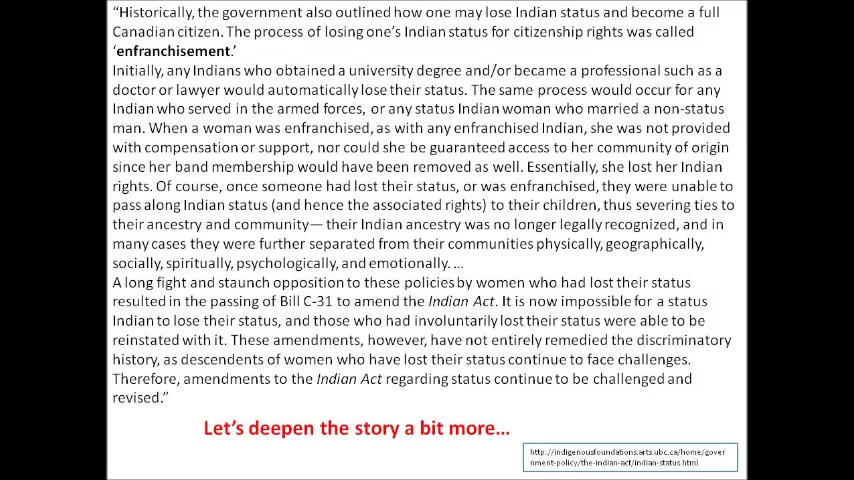 “Historically, the government also outlined how one may lose Indian status and become a full
Canadian citizen. The process of losing one’s Indian status for citizenship rights was called
‘enfranchisement.’
Initially, any Indians who obtained a university degree and/or became a professional such as a
doctor or lawyer would automatically lose their status. The same process would occur for any
Indian who served in the armed forces, or any status Indian woman who married a non-status
man. When a woman was enfranchised, as with any enfranchised Indian, she was not provided
with compensation or support, nor could she be guaranteed access to her community of origin
since her band membership would have been removed as well. Essentially, she lost her Indian
rights. Of course, once someone had lost their status, or was enfranchised, they were unable to
pass along Indian status (and hence the associated rights) to their children, thus severing ties to
their ancestry and community— their Indian ancestry was no longer legally recognized, and in
many cases they were further separated from their communities physically, geographically,
socially, spiritually, psychologically, and emotionally. ...
A long fight and staunch opposition to these policies by women who had lost their status
resulted in the passing of Bill C-31 to amend the Indian Act. It is now impossible for a status
Indian to lose their status, and those who had involuntarily lost their status were able to be
reinstated with it. These amendments, however, have not entirely remedied the discriminatory
history, as descendents of women who have lost their status continue to face challenges.
Therefore, amendments to the Indian Act regarding status continue to be challenged and
revised.”
Let’s deepen the story a bit more...
http://indigenousfoundations.arts.ubc.ca/home/gover
nment-policy/the-indian-act/indian-status.html